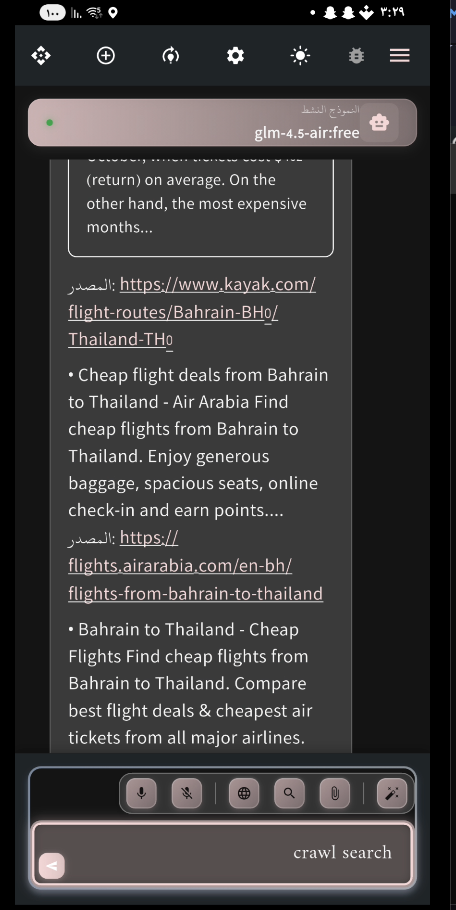 ١٠٠
٣:٢٩
النموذج النشط
glm-4.5-air:free
October, when tickets cost
(return) on average. On the
other hand, the most expensive
months...
المصدر: https://www.kayak.com/
flight-routes/Bahrain-BH0/
Thailand-TH0
• Cheap flight deals from Bahrain
to Thailand - Air Arabia Find
cheap flights from Bahrain to
Thailand. Enjoy generous
baggage, spacious seats, online
check-in and earn points....
المصدر: https://
flights.airarabia.com/en-bh/
flights-from-bahrain-to-thailand
• Bahrain to Thailand - Cheap
Flights Find cheap flights from
Bahrain to Thailand. Compare
best flight deals & cheapest air
tickets from all major airlines.
crawl search